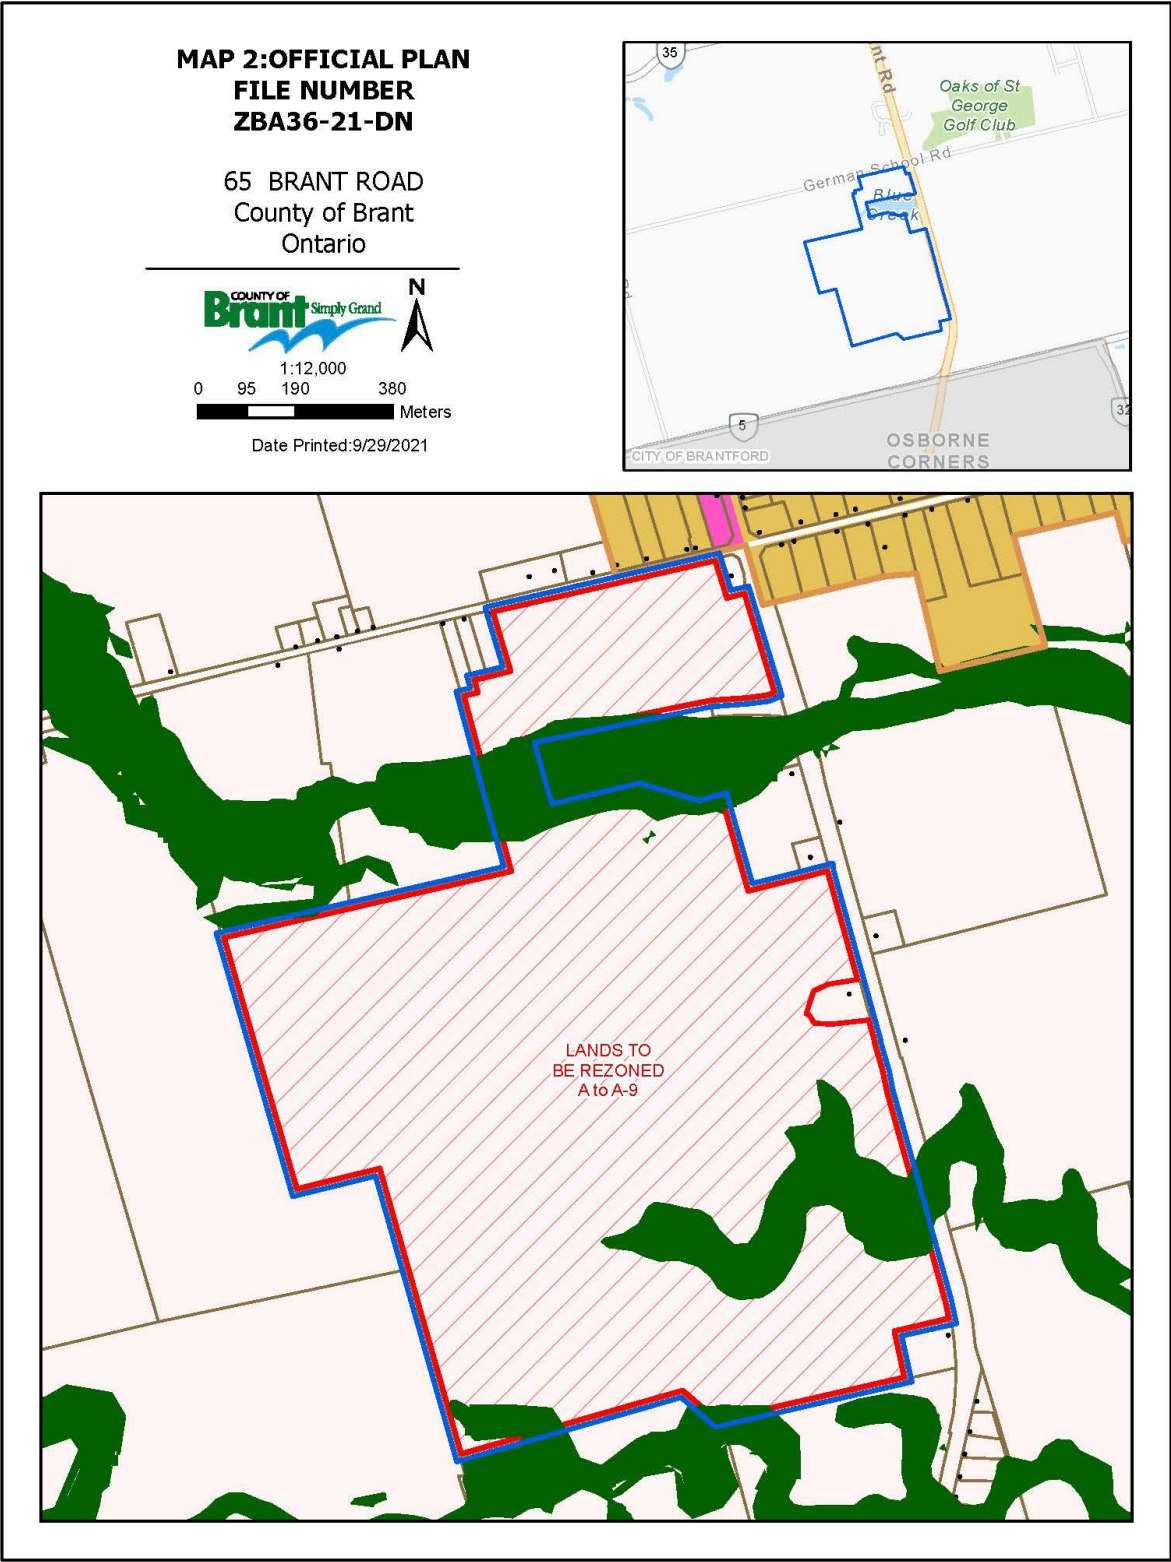 MAP 2:OFFICIAL PLAN
FILE NUMBER
ZBA36-21-DN
65 BRANT ROAD
County of Brant
Ontario
COUNTY OF
Brant Simply Grand
N
1:12,000
0 95 190 380
Meters
Date Printed:9/29/2021
35
nt Rd
Oaks of St
George
Golf Club
German School Rd
Blue
Creek
Rd
5
32
CITY OF BRANTFORD
OSBORNE
CORNERS
LANDS TO
BE REZONED
A to A-9